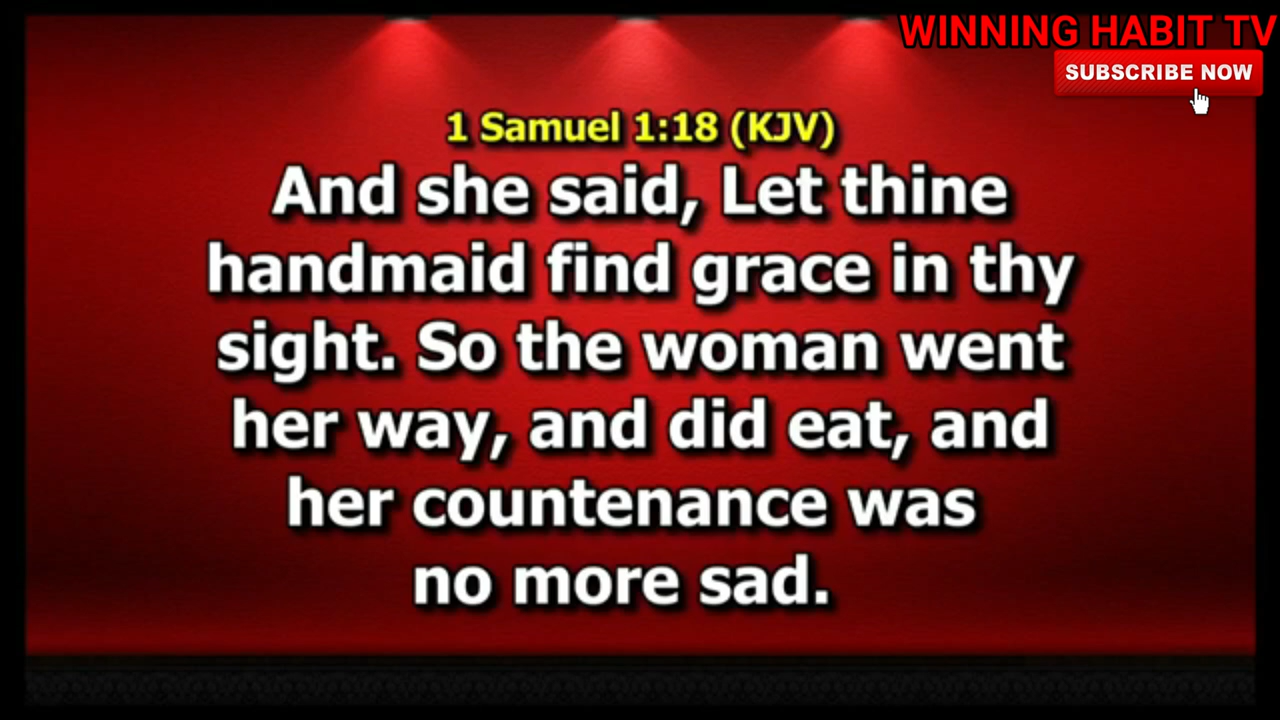 WINNING HABIT TV
SUBSCRIBE NOW
1 Samuel 1:18 (KJV)
And she said, Let thine
handmaid find grace in thy
sight. So the woman went
her way, and did eat, and
her countenance was
no more sad.